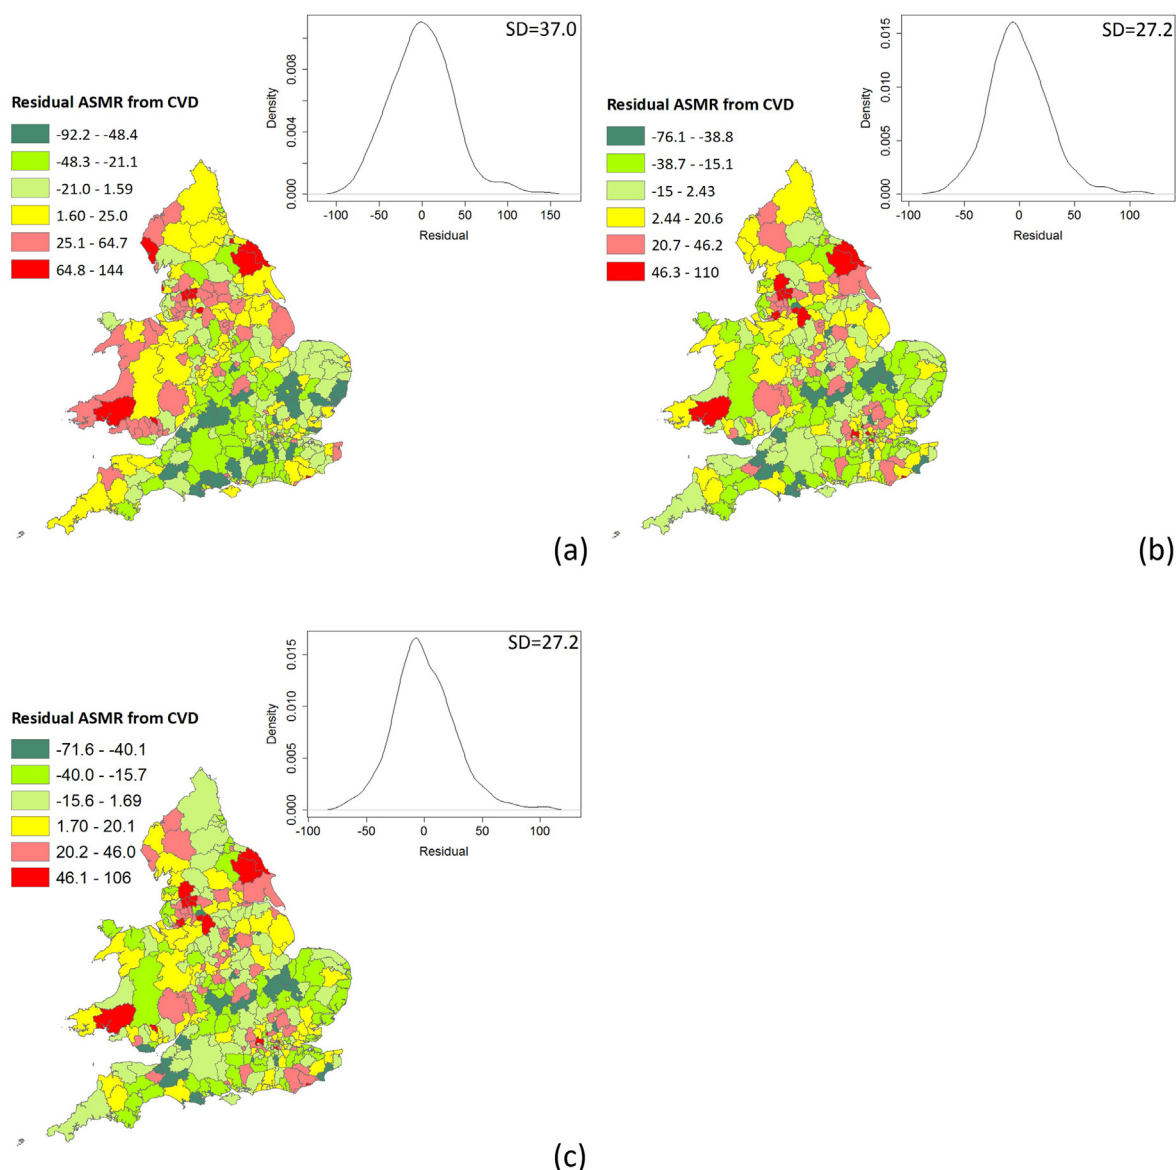 SD=37.0
0.008
0.004
0.000
Density
-100
-50
0
50
100
150
Residual
Residual ASMR from CVD
-92.2 - -48.4
-48.3 - -21.1
-21.0 - 1.59
1.60 - 25.0
25.1 - 64.7
64.8 - 144
(a)
SD=27.2
0.015
0.010
0.005
0.000
Density
-100
-50
0
50
100
Residual
Residual ASMR from CVD
-76.1 - -38.8
-38.7 - -15.1
-15 - 2.43
2.44 - 20.6
20.7 - 46.2
46.3 - 110
(b)
SD=27.2
0.015
0.010
0.005
0.000
Density
-100
-50
0
50
100
Residual
Residual ASMR from CVD
-71.6 - -40.1
-40.0 - -15.7
-15.6 - 1.69
1.70 - 20.1
20.2 - 46.0
46.1 - 106
(c)